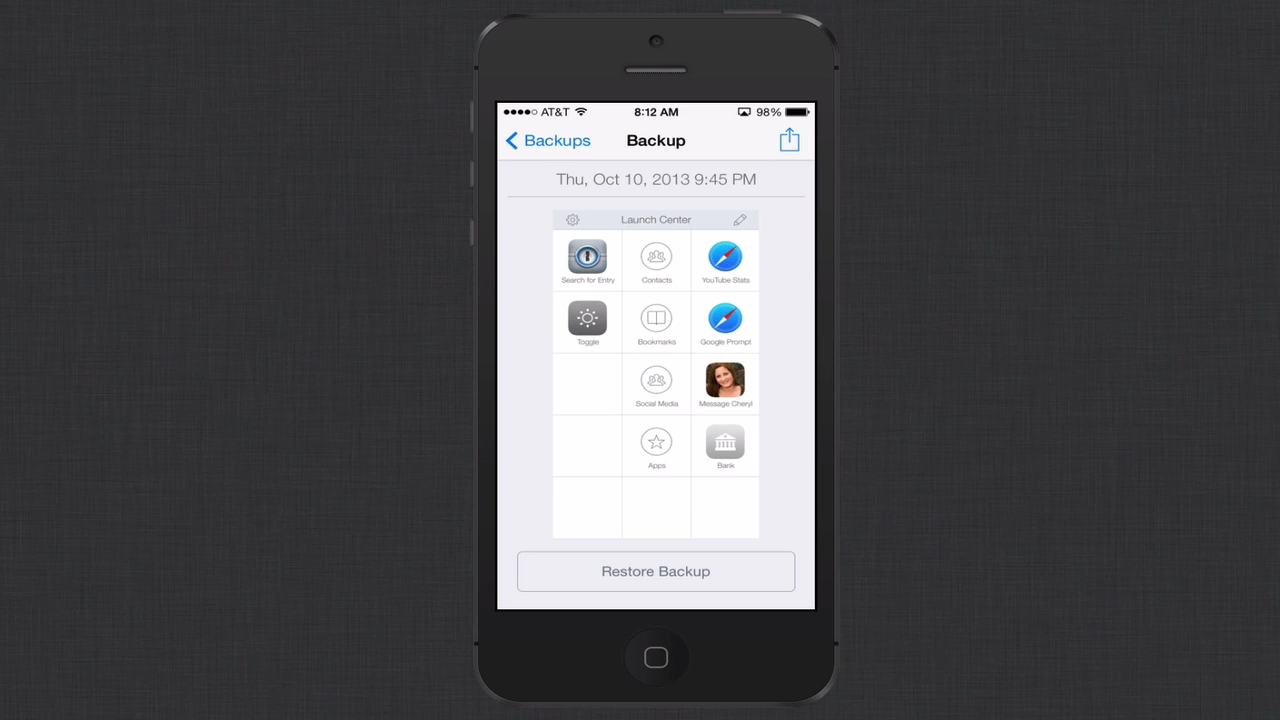 AT&T 8:12 AM 98%
Backups Backup
Thu, Oct 10, 2013 9:45 PM
Launch Center
Search for Entry Contacts YouTube Stats
Toggle Bookmarks Google Prompt
Social Media Message Cheryl
Apps Bank
Restore Backup